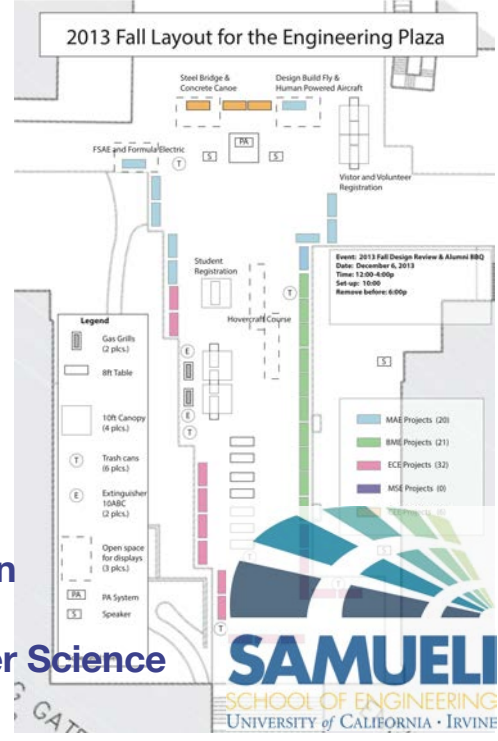 2013 Fall Layout for the Engineering Plaza
Steel Bridge &
Concrete Canoe
Design Build Fly &
Human Powered Aircraft
PA
S
S
FSAE and Formula Electric
T
Vistor and Volunteer
Registration
Event: 2013 Fall Design Review & Alumni BBQ
Date: December 6, 2013
Time: 12:00-4:00p
Set-up: 10:00
Remove before: 6:00p
Student
Registration
T
Hovercraft Course
E
E
T
S
Legend
Gas Grills
(2 plcs.)
8ft Table
10ft Canopy
(4 plcs.)
T
Trash cans
(6 plcs.)
E
Extinguisher
10ABC
(2 plcs.)
Open space
for displays
(3 plcs.)
PA
PA System
S
Speaker
MAE Projects (20)
BME Projects (21)
ECE Projects (32)
MSE Projects (0)
S
T
T
T
n
er Science
SAMUELI
SCHOOL OF ENGINEERING
UNIVERSITY of CALIFORNIA · IRVINE
G GATE